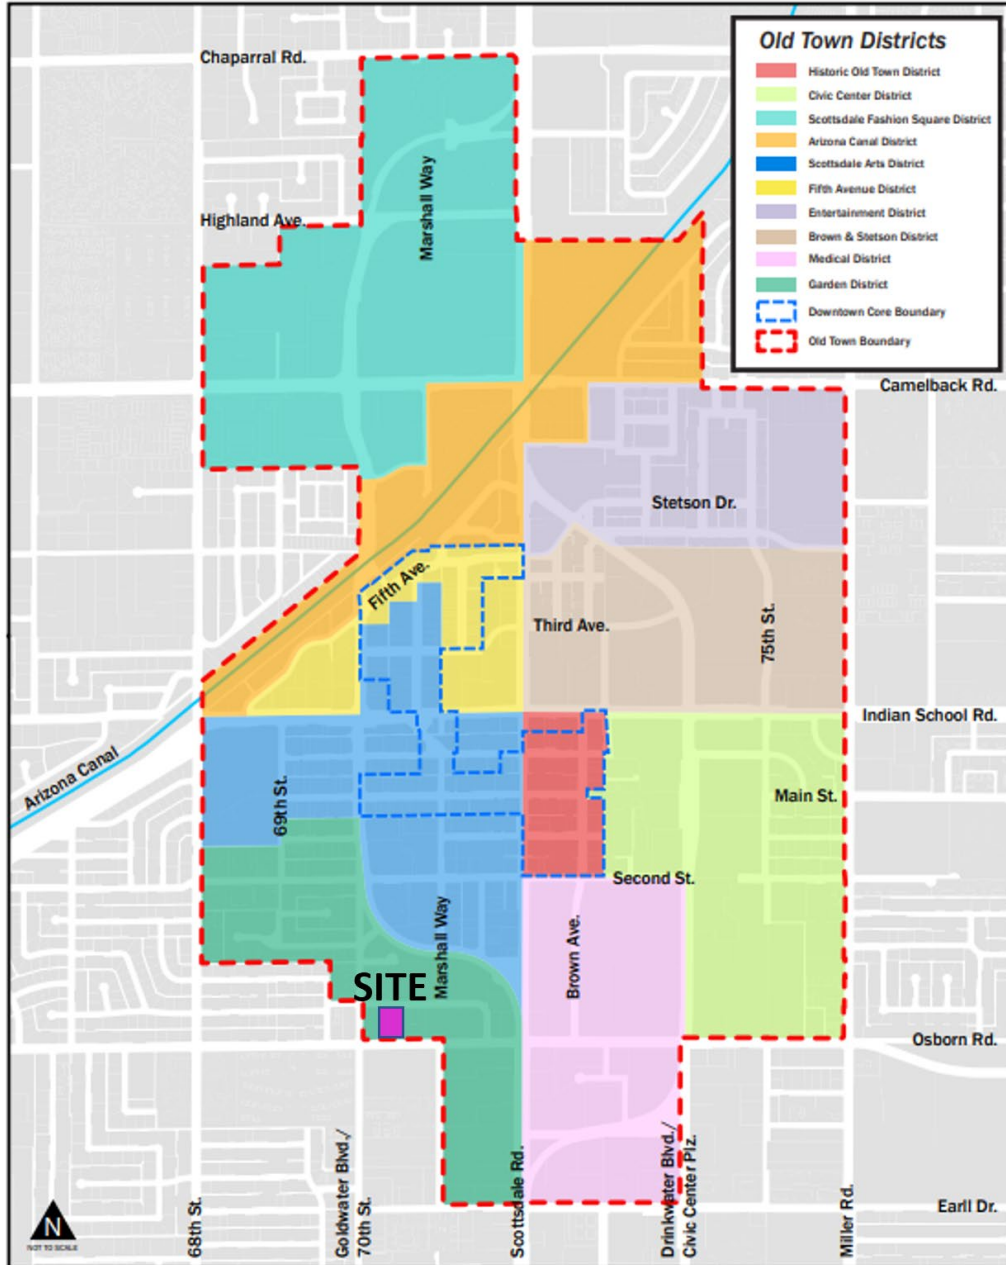 Old Town Districts
Historic Old Town District
Civic Center District
Scottsdale Fashion Square District
Arizona Canal District
Scottsdale Arts District
Fifth Avenue District
Entertainment District
Brown & Stetson District
Medical District
Garden District
Downtown Core Boundary
Old Town Boundary
Chaparral Rd.
Marshall Way
Highland Ave.
Camelback Rd.
Stetson Dr.
Fifth Ave.
Third Ave.
75th St.
Indian School Rd.
Arizona Canal
69th St.
Main St.
Second St.
Marshall Way
Brown Ave.
SITE
Osborn Rd.
68th St.
Goldwater Blvd./
70th St.
Scottsdale Rd.
Drinkwater Blvd./
Civic Center Plz.
Miller Rd.
Earll Dr.
N
NOT TO SCALE